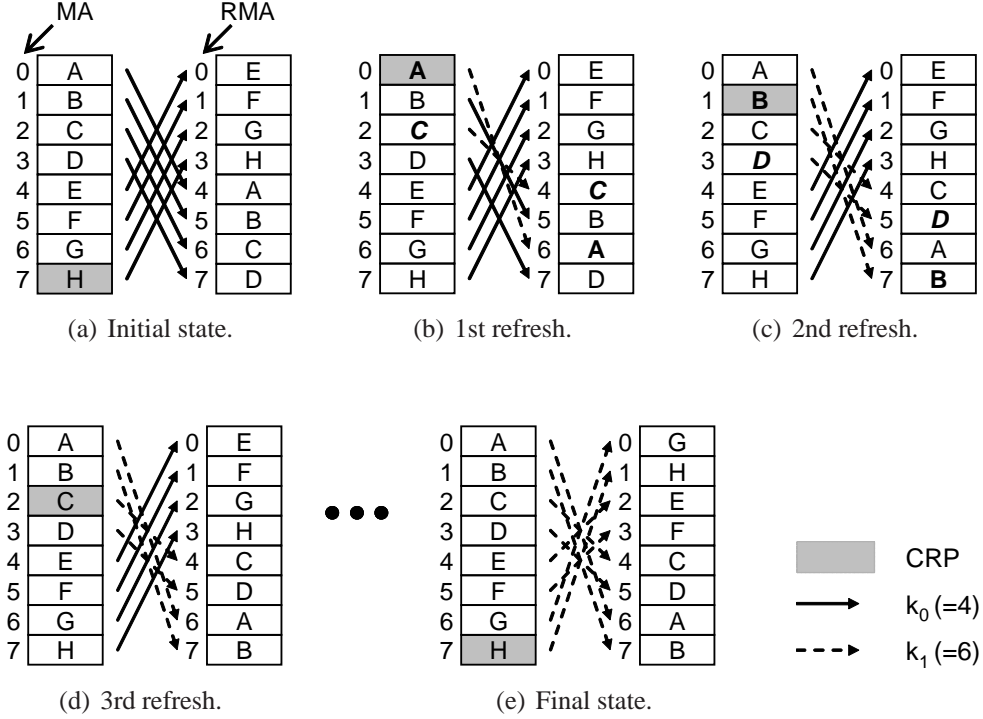 MA RMA
0 A 0 E 0 A 0 E 0 A 0 E
1 B 1 F 1 B 1 F 1 B 1 F
2 C 2 G 2 C 2 G 2 C 2 G
3 D 3 H 3 D 3 H 3 D 3 H
4 E 4 A 4 E 4 C 4 E 4 C
5 F 5 B 5 F 5 B 5 F 5 D
6 G 6 C 6 G 6 A 6 G 6 A
7 H 7 D 7 H 7 D 7 H 7 B
(a) Initial state. (b) 1st refresh. (c) 2nd refresh.
0 A 0 E 0 A 0 G
1 B 1 F 1 B 1 H
2 C 2 G 2 C 2 E
3 D 3 H 3 D 3 F
4 E 4 C 4 E 4 C
5 F 5 D 5 F 5 D
6 G 6 A 6 G 6 A
7 H 7 B 7 H 7 B
CRP
k0 (=4)
k1 (=6)
(d) 3rd refresh. (e) Final state.